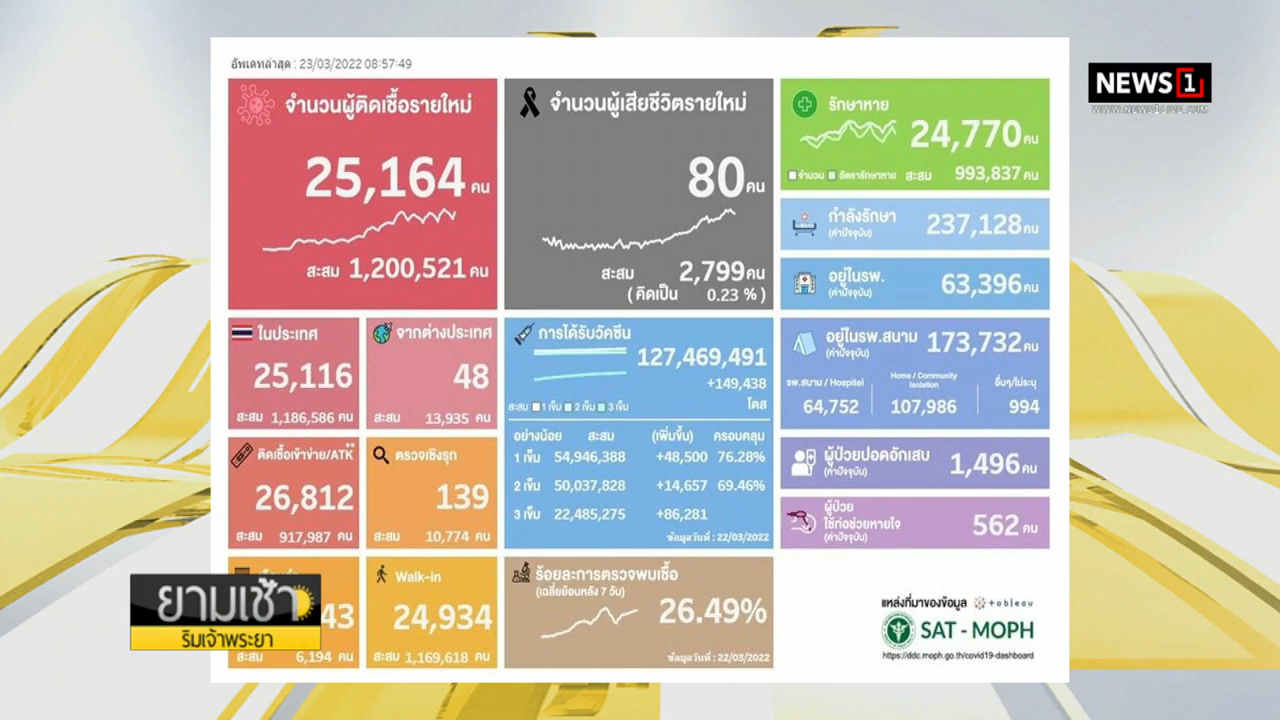 อัพเดทล่าสุด : 23/03/2022 08:57:49
NEWS 1
WWW.NEWS1LIVE.COM
จำนวนผู้ติดเชื้อรายใหม่
25,164 คน
สะสม 1,200,521 คน
จำนวนผู้เสียชีวิตรายใหม่
80 คน
สะสม 2,799 คน
( คิดเป็น 0.23 % )
รักษาหาย
24,770 คน
จำนวน อัตรารักษาหาย สะสม 993,837 คน
กำลังรักษา
(ค่าปัจจุบัน)
237,128 คน
อยู่ในรพ.
(ค่าปัจจุบัน)
63,396 คน
ในประเทศ
25,116
สะสม 1,186,586 คน
จากต่างประเทศ
48
สะสม 13,935 คน
การได้รับวัคซีน
127,469,491
+149,438
โดส
สะสม 1 เข็ม 2 เข็ม 3 เข็ม
อย่างน้อย สะสม (เพิ่มขึ้น) ครอบคลุม
1 เข็ม 54,946,388 +48,500 76.28%
2 เข็ม 50,037,828 +14,657 69.46%
3 เข็ม 22,485,275 +86,281
ข้อมูลวันที่ : 22/03/2022
อยู่ในรพ.สนาม
(ค่าปัจจุบัน)
173,732 คน
รพ.สนาม / Hospitel
64,752
Home / Community
Isolation
107,986
อื่นๆ/ไม่ระบุ
994
ติดเชื้อเข้าข่าย/ATK**
26,812
สะสม 917,987 คน
ตรวจเชิงรุก
139
สะสม 10,774 คน
ผู้ป่วยปอดอักเสบ
(ค่าปัจจุบัน)
1,496 คน
ผู้ป่วย
ใช้ท่อช่วยหายใจ
(ค่าปัจจุบัน)
562 คน
43
สะสม 6,194 คน
Walk-in
24,934
สะสม 1,169,618 คน
ร้อยละการตรวจพบเชื้อ
(เฉลี่ยย้อนหลัง 7 วัน)
26.49%
ข้อมูลวันที่ : 22/03/2022
แหล่งที่มาของข้อมูล +ableau
SAT - MOPH
https://ddc.moph.go.th/covid19-dashboard
ยามเช้า
ริมเจ้าพระยา